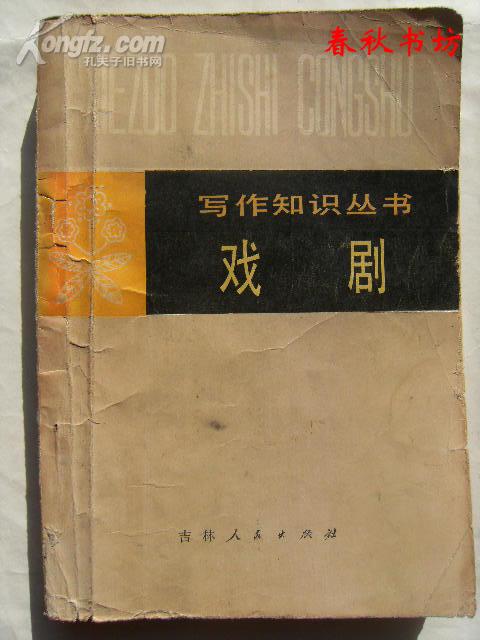 Kongfz.com
孔夫子旧书网
春秋书坊
XIEZUO ZHISHI CONGSHU
写作知识丛书
戏剧
吉林人民出版社